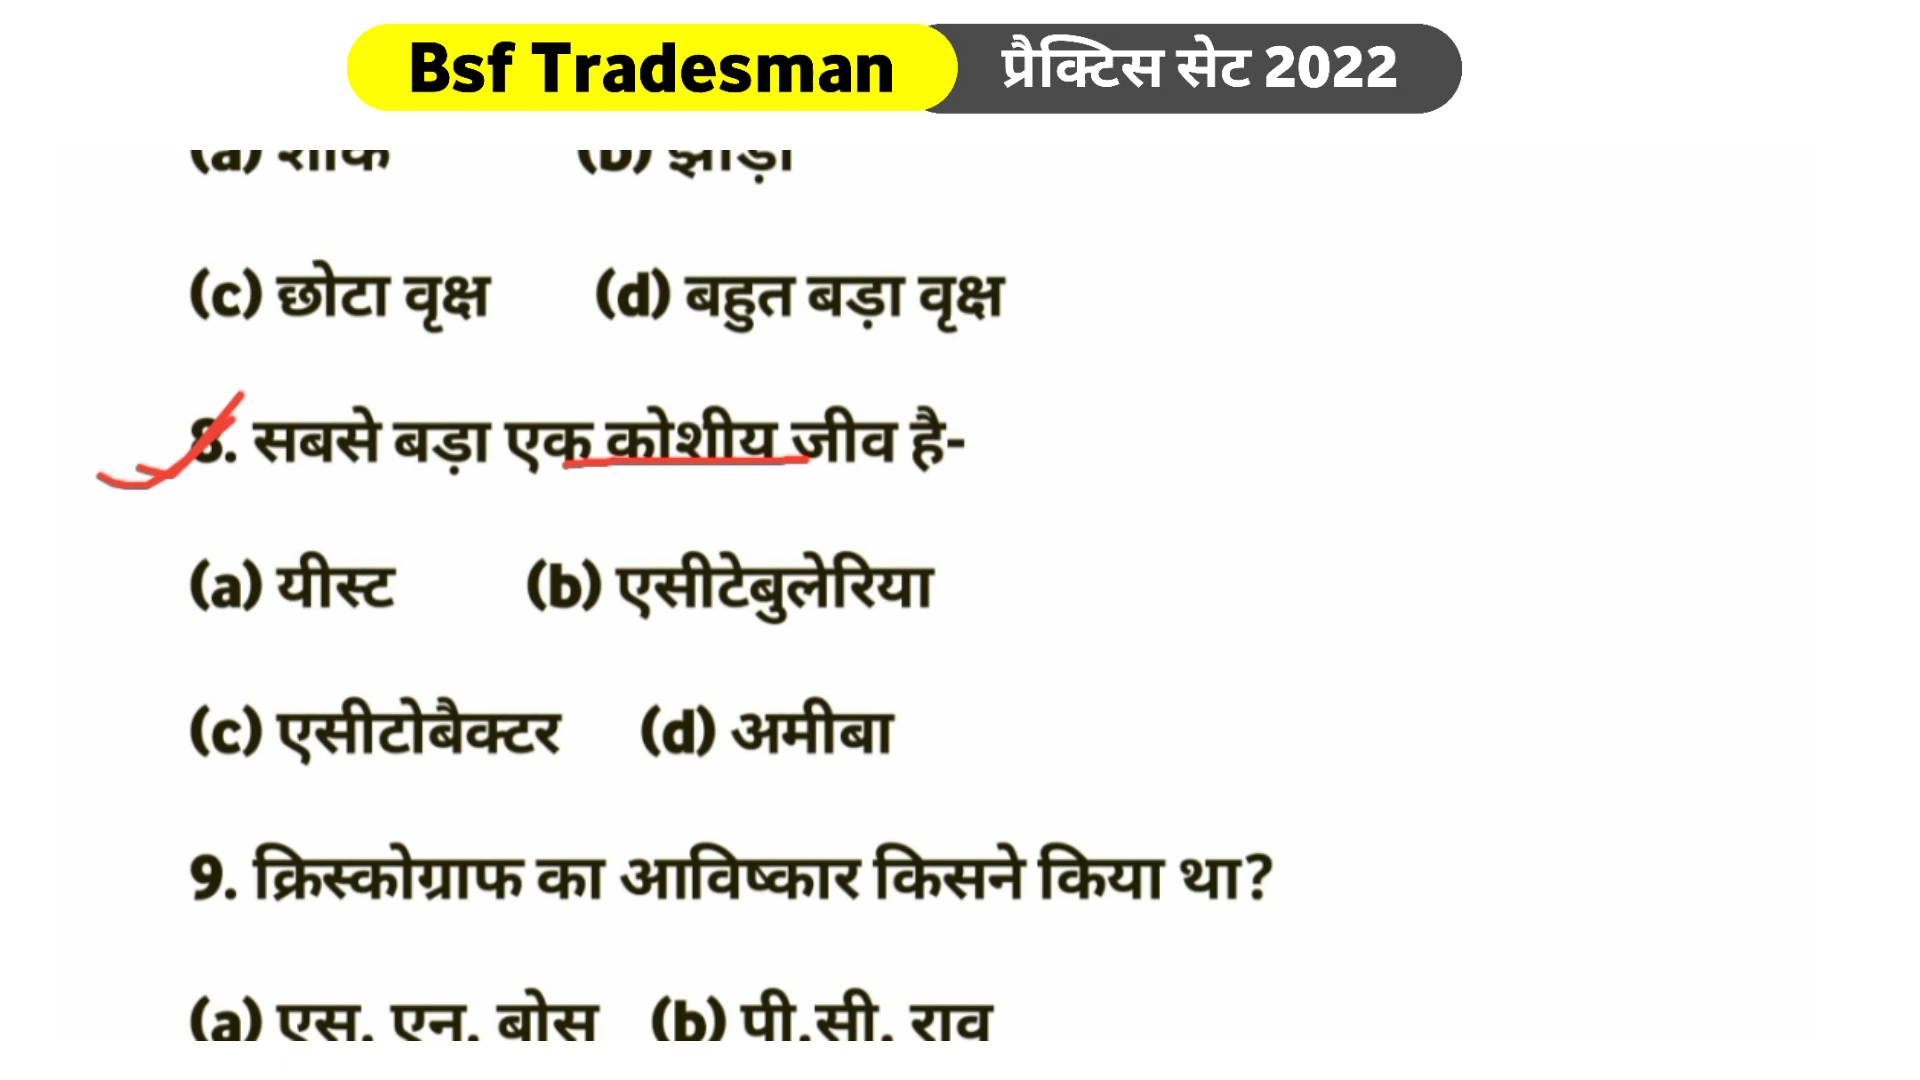 Bsf Tradesman प्रैक्टिस सेट 2022
(a) शाक (b) झाड़ी
(c) छोटा वृक्ष (d) बहुत बड़ा वृक्ष
8. सबसे बड़ा एक कोशीय जीव है-
(a) यीस्ट (b) एसीटेबुलेरिया
(c) एसीटोबैक्टर (d) अमीबा
9. क्रिस्कोग्राफ का आविष्कार किसने किया था?
(a) एस. एन. बोस (b) पी.सी. राव